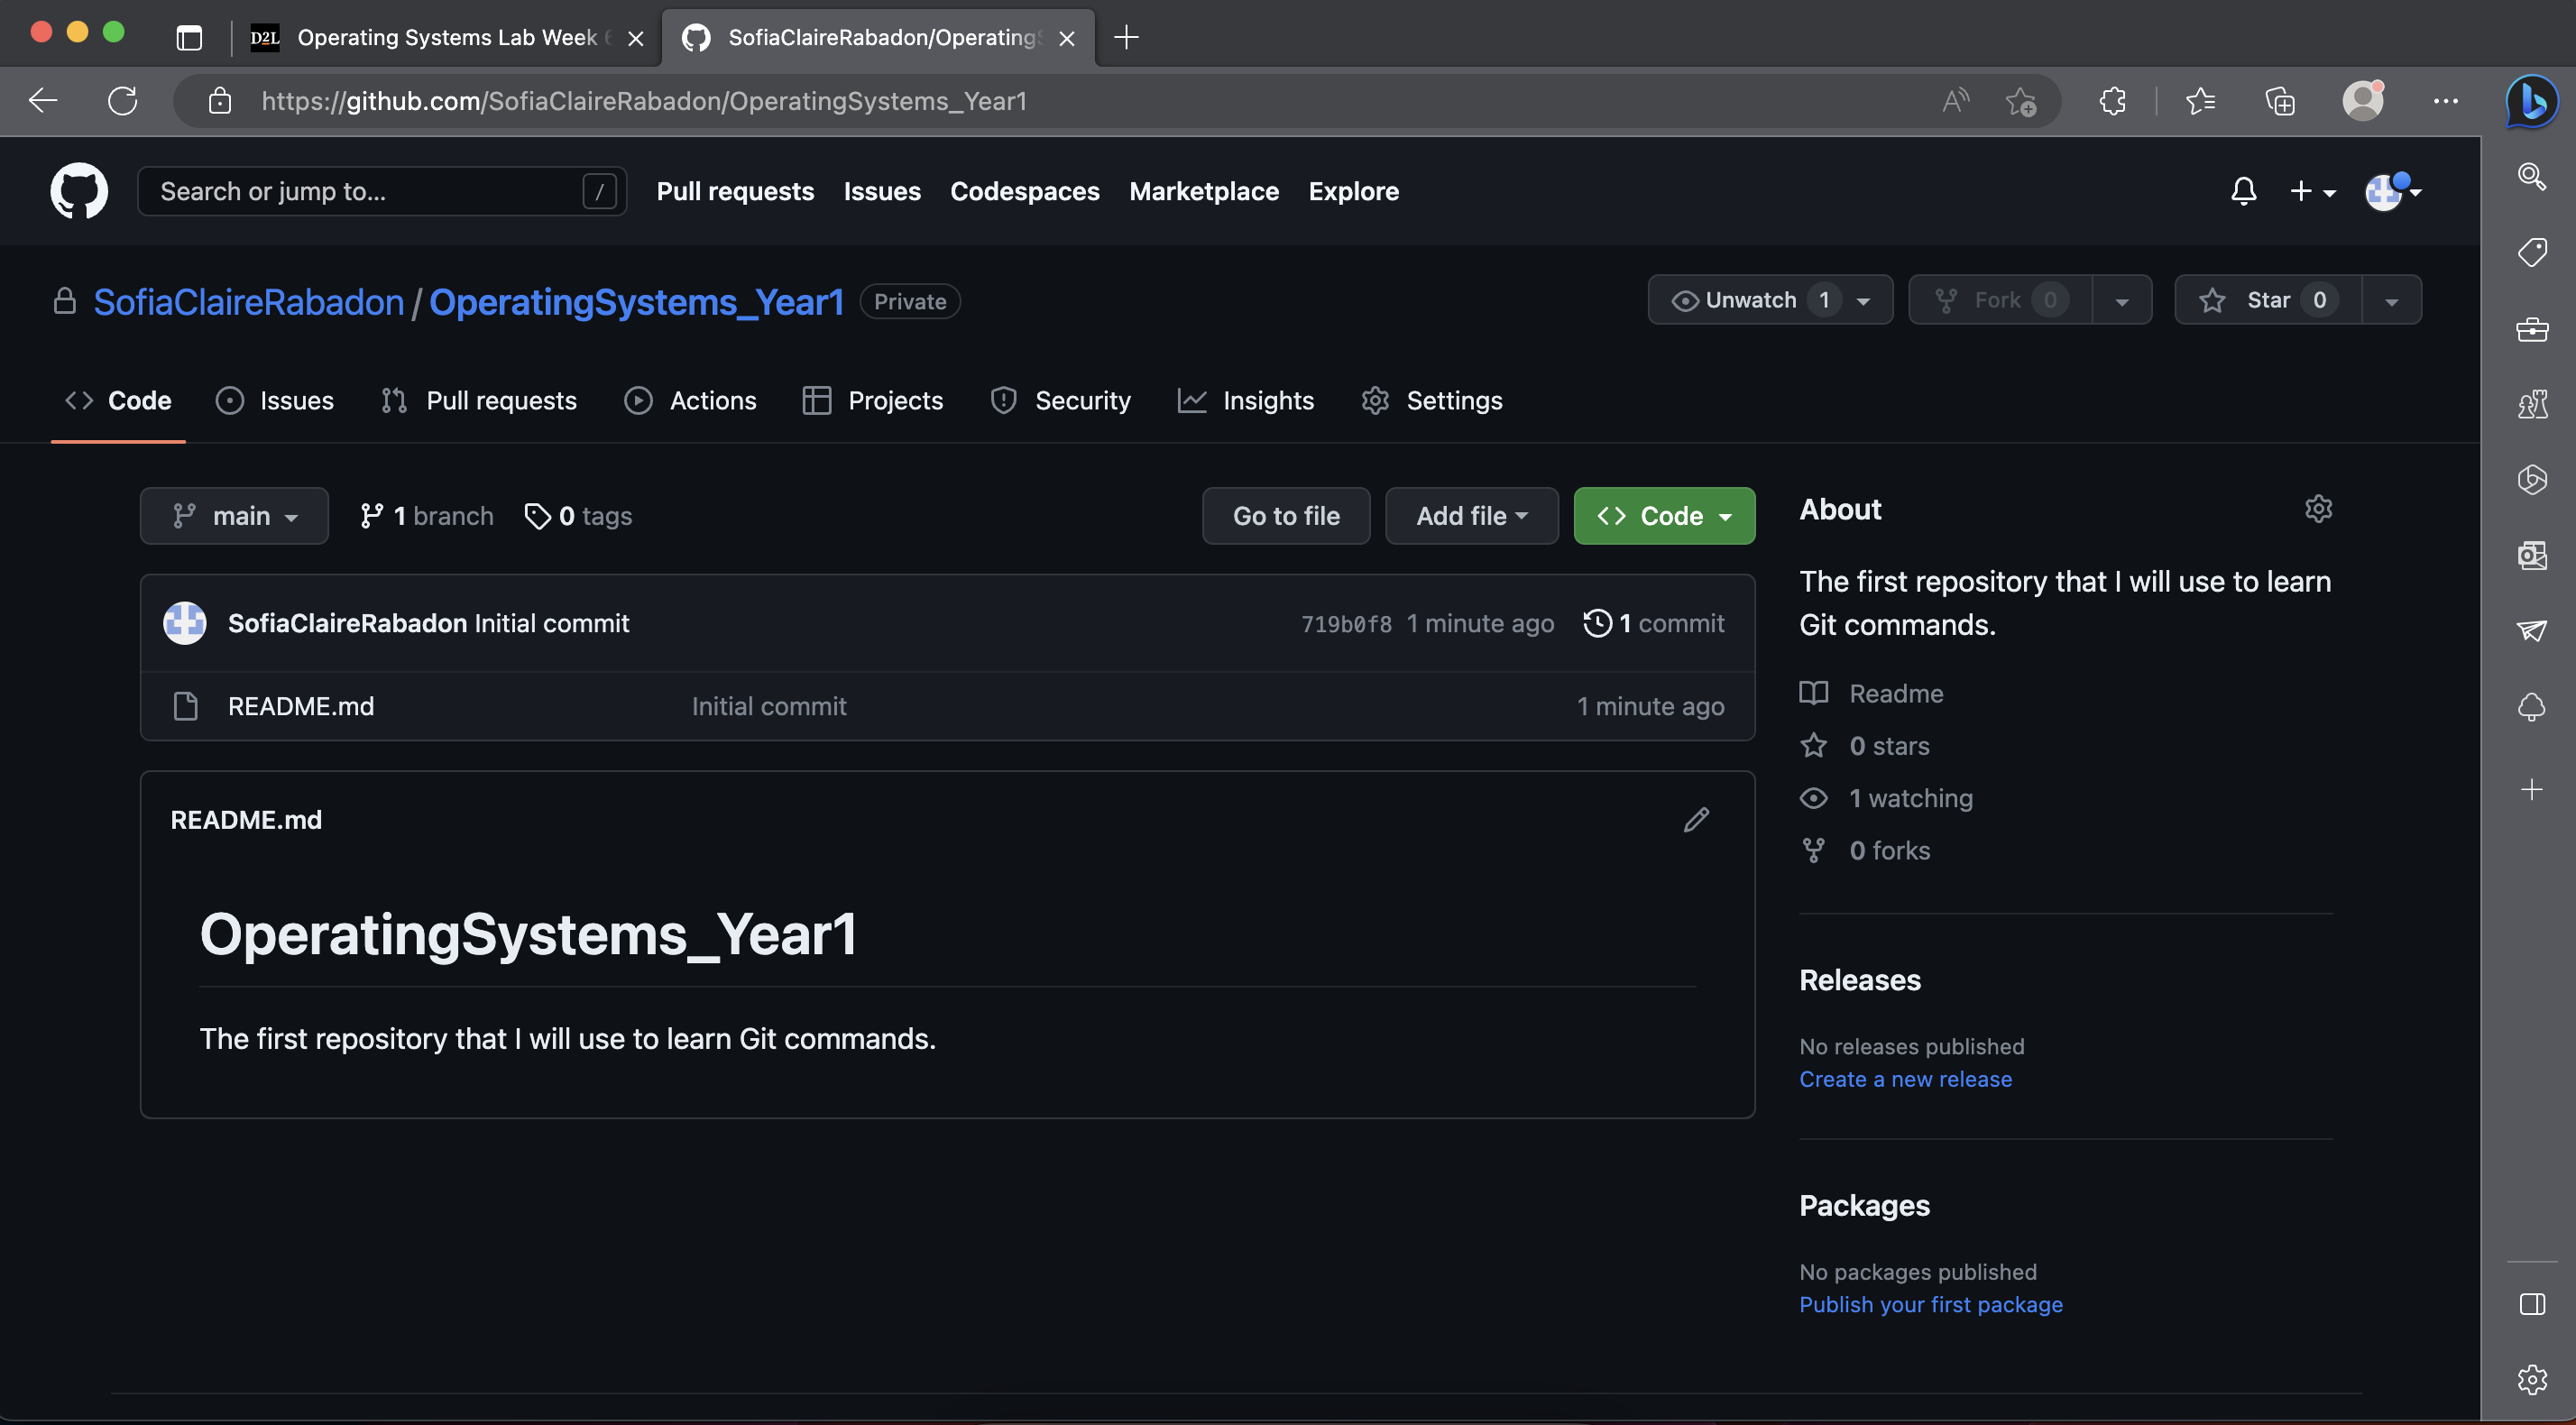 D2L Operating Systems Lab Week 6
SofiaClaireRabadon/Operating
https://github.com/SofiaClaireRabadon/OperatingSystems_Year1
Search or jump to... / Pull requests Issues Codespaces Marketplace Explore
SofiaClaireRabadon / OperatingSystems_Year1 Private Unwatch 1 Fork 0 Star 0
Code Issues Pull requests Actions Projects Security Insights Settings
main 1 branch 0 tags Go to file Add file Code
SofiaClaireRabadon Initial commit 719b0f8 1 minute ago 1 commit
README.md Initial commit 1 minute ago
README.md
OperatingSystems_Year1
The first repository that I will use to learn Git commands.
About
The first repository that I will use to learn
Git commands.
Readme
0 stars
1 watching
0 forks
Releases
No releases published
Create a new release
Packages
No packages published
Publish your first package